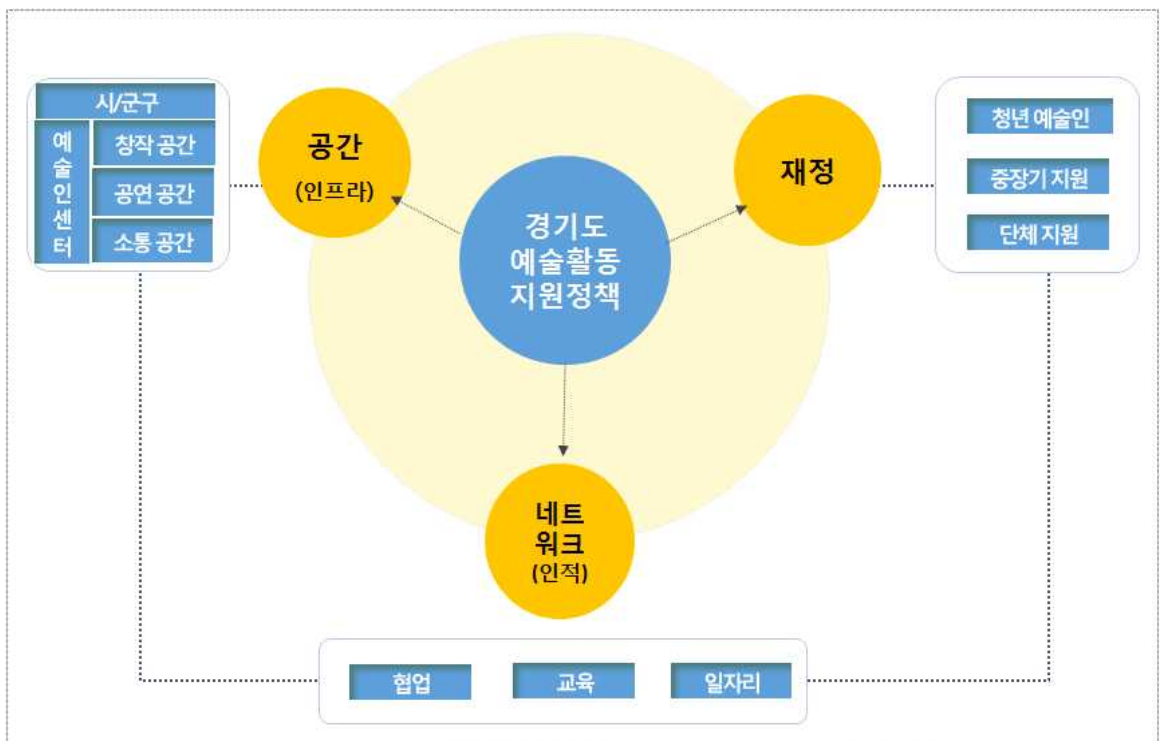 시/군구
예술인센터
창작 공간
공연 공간
소통 공간
공간
(인프라)
경기도
예술활동
지원정책
재정
청년 예술인
중장기 지원
단체 지원
네트
워크
(인적)
협업
교육
일자리